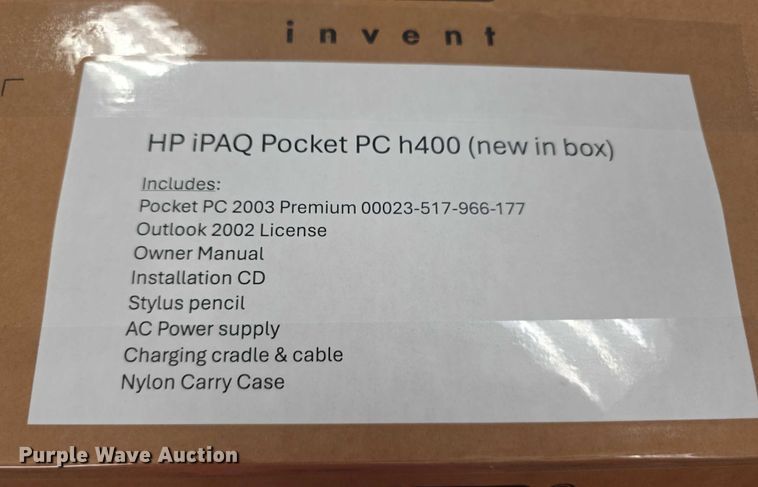 invent
HP iPAQ Pocket PC h400 (new in box)
Includes:
Pocket PC 2003 Premium 00023-517-966-177
Outlook 2002 License
Owner Manual
Installation CD
Stylus pencil
AC Power supply
Charging cradle & cable
Nylon Carry Case
Purple Wave Auction